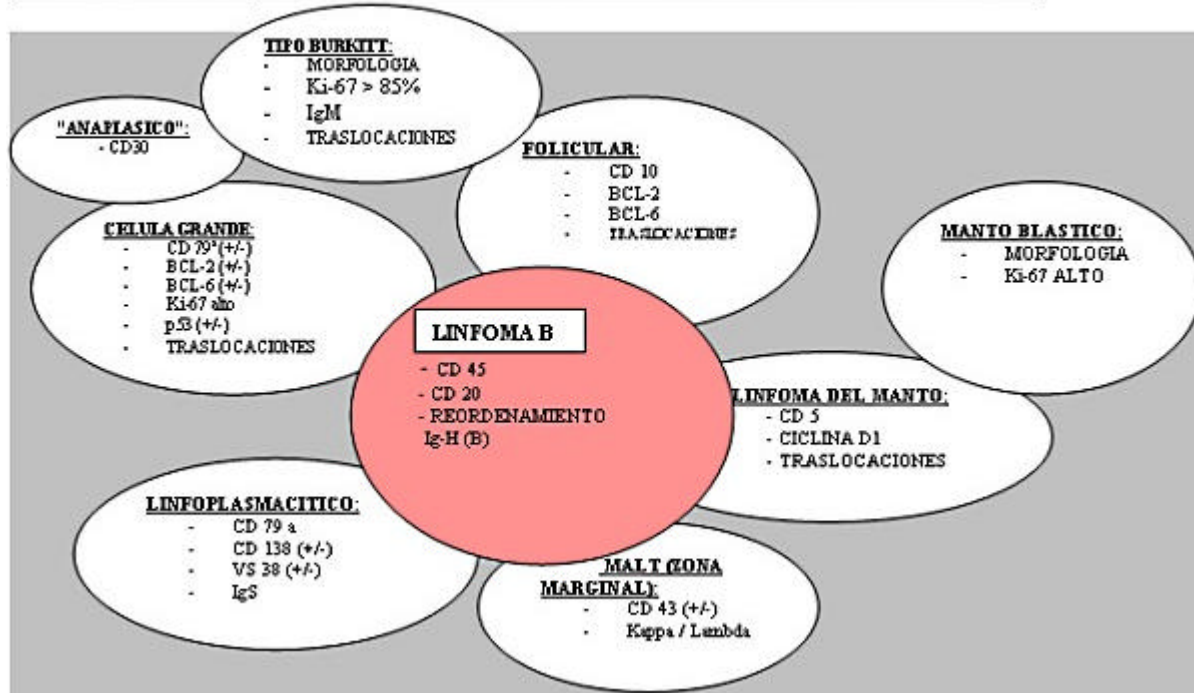 TIPO BURKITT:
- MORFOLOGIA
- Ki-67 > 85%
- IgM
- TRASLOCACIONES
"ANAPLASICO":
- CD30
FOLICULAR:
- CD 10
- BCL-2
- BCL-6
- TRASLOCACIONES
CELULA GRANDE:
- CD 79ª (+/-)
- BCL-2 (+/-)
- BCL-6 (+/-)
- Ki-67 alto
- p53 (+/-)
- TRASLOCACIONES
MANTO BLASTICO:
- MORFOLOGIA
- Ki-67 ALTO
LINFOMA B
- CD 45
- CD 20
- REORDENAMIENTO
Ig-H (B)
LINFOMA DEL MANTO:
- CD 5
- CICLINA D1
- TRASLOCACIONES
LINFOPLASMACITICO:
- CD 79 a
- CD 138 (+/-)
- VS 38 (+/-)
- IgS
MALT (ZONA
MARGINAL):
- CD 43 (+/-)
- Kappa / Lambda